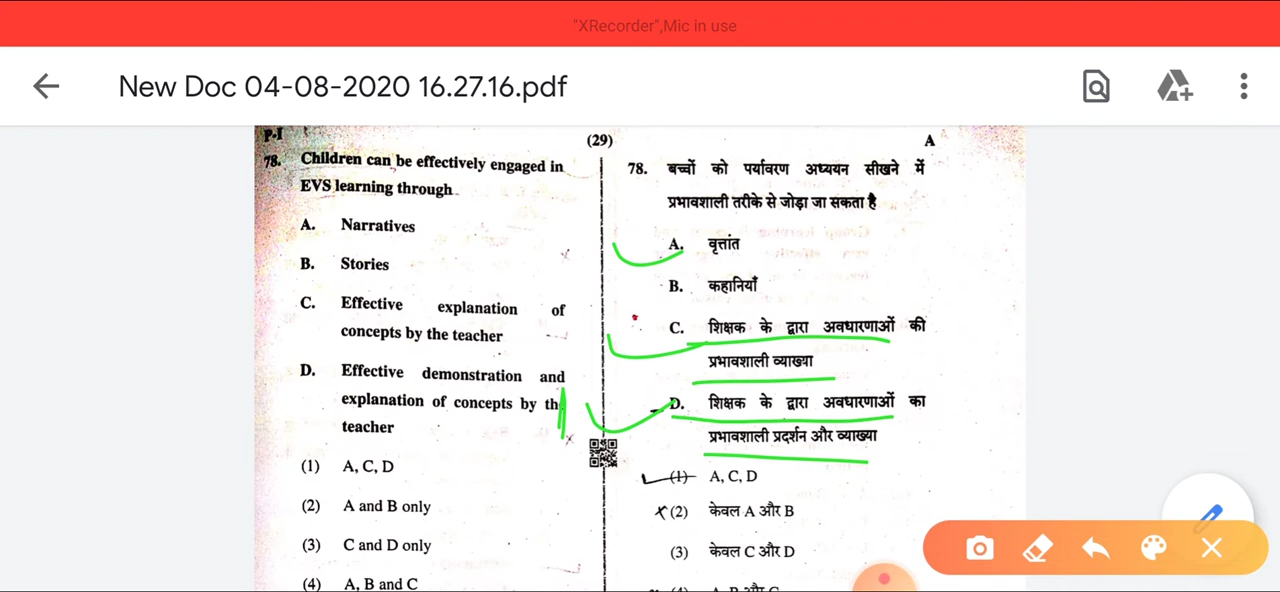 "XRecorder",Mic in use
New Doc 04-08-2020 16.27.16.pdf
P-I
(29)
A
78. Children can be effectively engaged in
EVS learning through
A. Narratives
B. Stories
C. Effective explanation of
concepts by the teacher
D. Effective demonstration and
explanation of concepts by the
teacher
(1) A, C, D
(2) A and B only
(3) C and D only
(4) A, B and C
78. बच्चों को पर्यावरण अध्ययन सीखने में
प्रभावशाली तरीके से जोड़ा जा सकता है
A. वृत्तांत
B. कहानियाँ
C. शिक्षक के द्वारा अवधारणाओं की
प्रभावशाली व्याख्या
D. शिक्षक के द्वारा अवधारणाओं का
प्रभावशाली प्रदर्शन और व्याख्या
(1) A, C, D
(2) केवल A और B
(3) केवल C और D